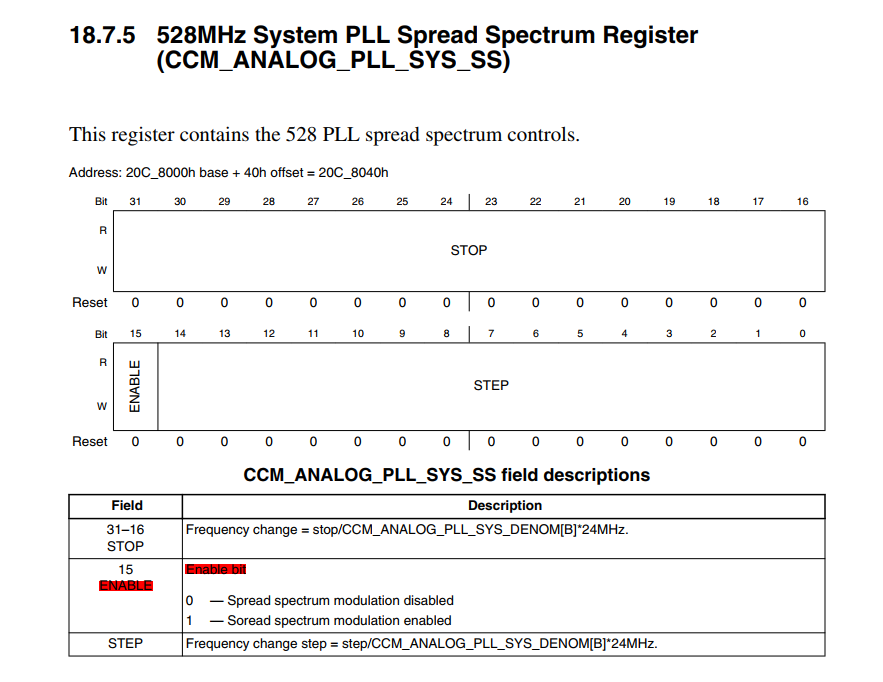 18.7.5 528MHz System PLL Spread Spectrum Register
(CCM_ANALOG_PLL_SYS_SS)
This register contains the 528 PLL spread spectrum controls.
Address: 20C_8000h base + 40h offset = 20C_8040h
Bit 31 30 29 28 27 26 25 24 23 22 21 20 19 18 17 16
R
STOP
W
Reset 0 0 0 0 0 0 0 0 0 0 0 0 0 0 0 0
Bit 15 14 13 12 11 10 9 8 7 6 5 4 3 2 1 0
R
ENABLE STEP
W
Reset 0 0 0 0 0 0 0 0 0 0 0 0 0 0 0 0
CCM_ANALOG_PLL_SYS_SS field descriptions
Field Description
31–16 Frequency change = stop/CCM_ANALOG_PLL_SYS_DENOM[B]*24MHz.
STOP
15 Enable bit
ENABLE
0 — Spread spectrum modulation disabled
1 — Soread spectrum modulation enabled
STEP Frequency change step = step/CCM_ANALOG_PLL_SYS_DENOM[B]*24MHz.